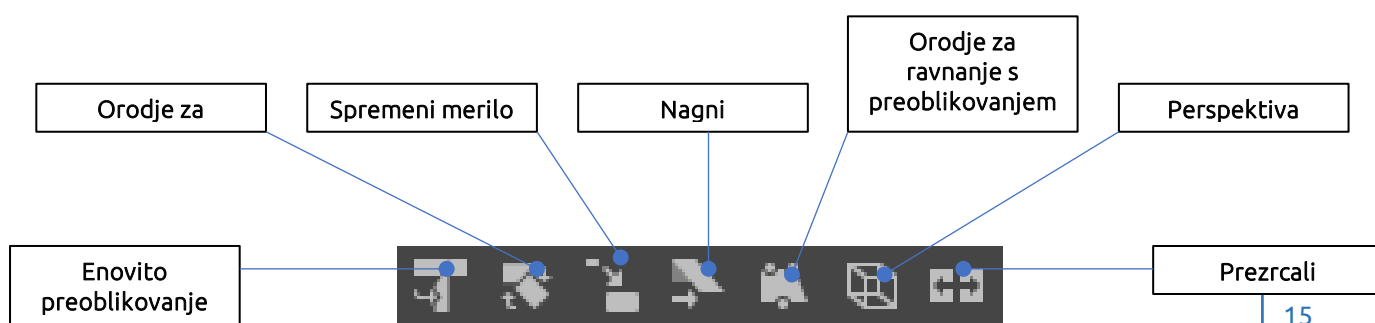 Orodje za
ravnanje s
preoblikovanjem
Orodje za
Spremeni merilo
Nagni
Perspektiva
Enovito
preoblikovanje
Prezrcali
15